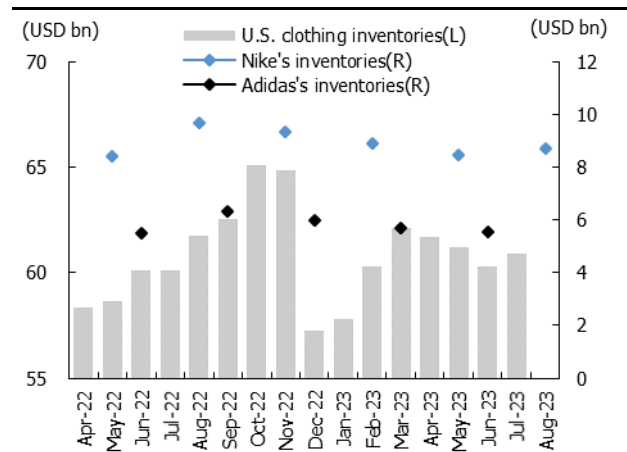 (USD bn)
(USD bn)
U.S. clothing inventories(L)
Nike's inventories(R)
Adidas's inventories(R)
70
65
60
55
12
10
8
6
4
2
0
Apr-22
May-22
Jun-22
Jul-22
Aug-22
Sep-22
Oct-22
Nov-22
Dec-22
Jan-23
Feb-23
Mar-23
Apr-23
May-23
Jun-23
Jul-23
Aug-23